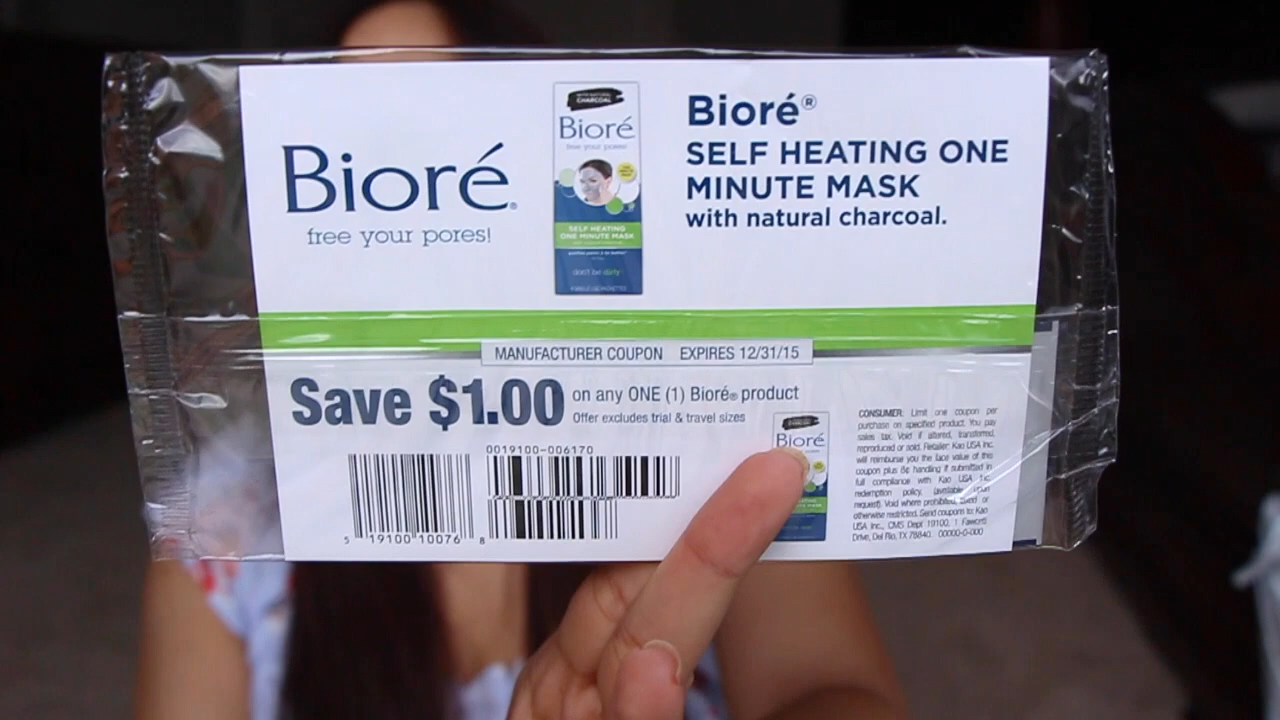 Bioré®
free your pores!
WITH NATURAL
CHARCOAL
Bioré
free your pores!
SELF HEATING
ONE MINUTE MASK
don't be dirty
Bioré®
SELF HEATING ONE
MINUTE MASK
with natural charcoal.
MANUFACTURER COUPON EXPIRES 12/31/15
Save $1.00 on any ONE (1) Bioré® product
Offer excludes trial & travel sizes
0019100-006170
5 19100 10076 8
Bioré
CONSUMER: Limit one coupon per
purchase on specified product. You pay
sales tax. Void if altered, transferred,
reproduced or sold. Retailer: Kao USA Inc.
will reimburse you the face value of this
coupon plus 8¢ handling if submitted in
full compliance with Kao USA Inc.
redemption policy. (available upon
request). Void where prohibited, taxed or
otherwise restricted. Send coupons to: Kao
USA Inc., CMS Dept 19100, 1 Fawcett
Drive, Del Rio, TX 78840. 00000-0-000